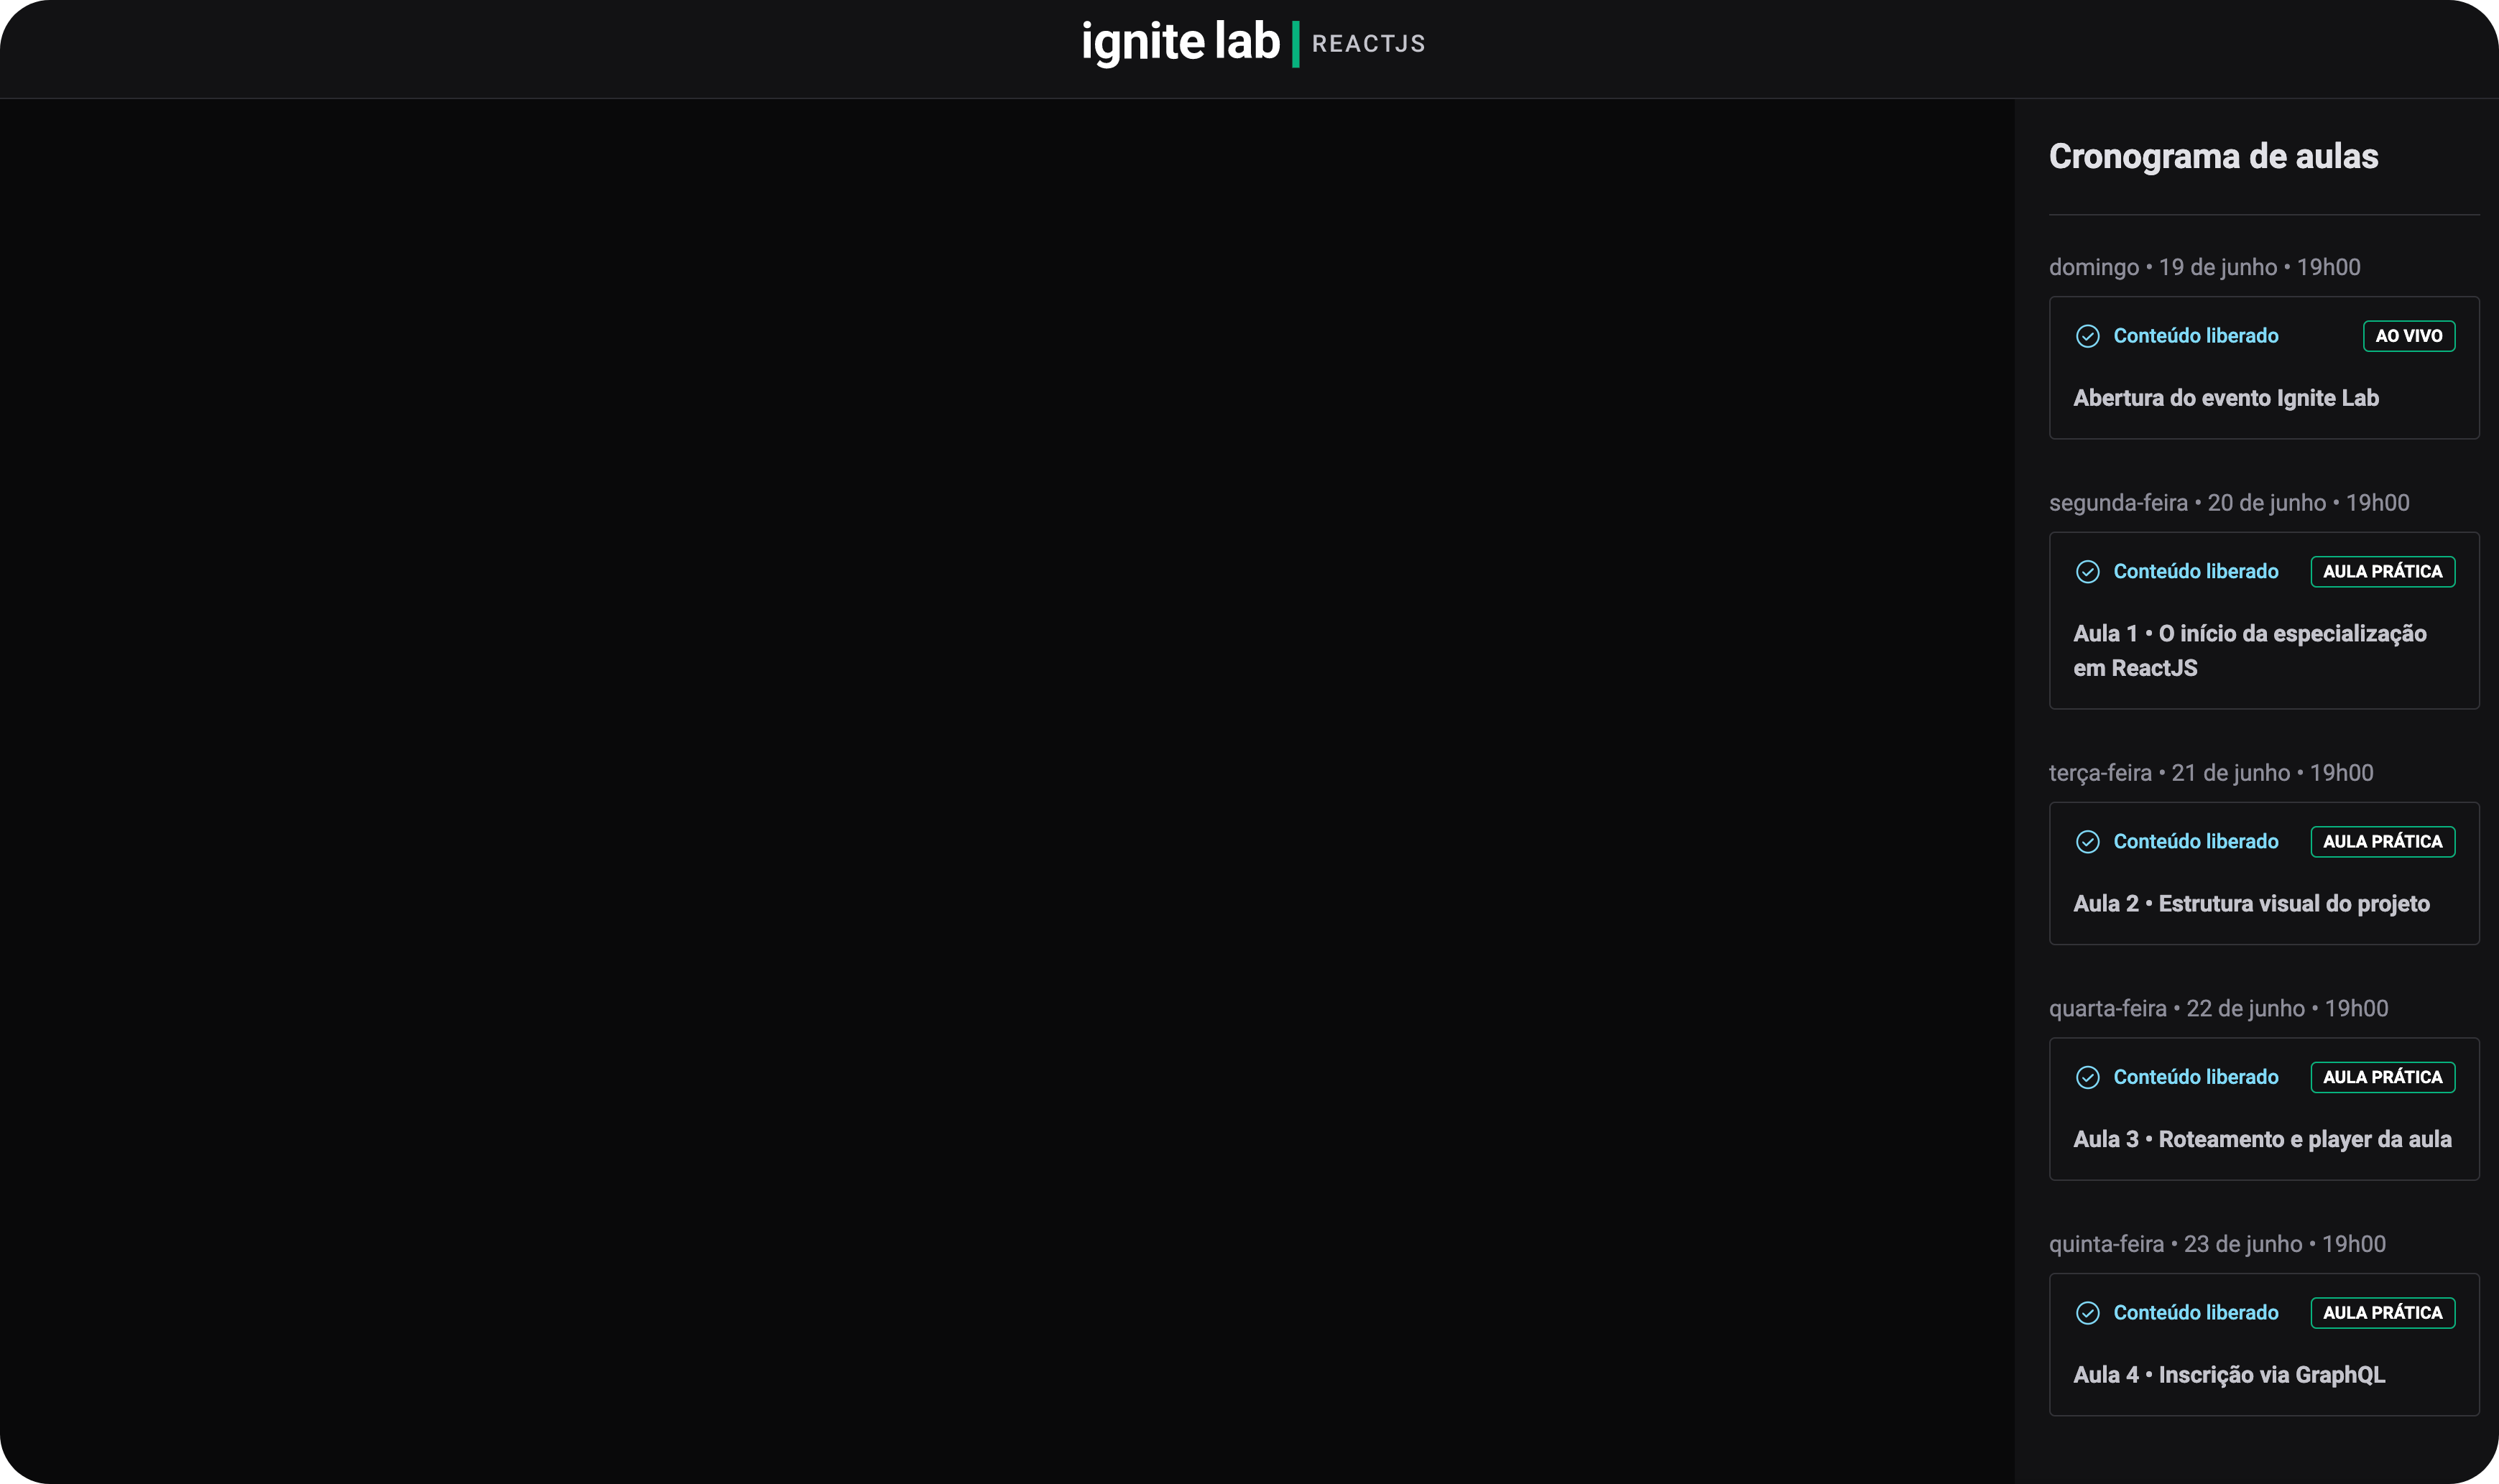 ignite lab REACTJS
Cronograma de aulas
domingo • 19 de junho • 19h00
Conteúdo liberado AO VIVO
Abertura do evento Ignite Lab
segunda-feira • 20 de junho • 19h00
Conteúdo liberado AULA PRÁTICA
Aula 1 • O início da especialização
em ReactJS
terça-feira • 21 de junho • 19h00
Conteúdo liberado AULA PRÁTICA
Aula 2 • Estrutura visual do projeto
quarta-feira • 22 de junho • 19h00
Conteúdo liberado AULA PRÁTICA
Aula 3 • Roteamento e player da aula
quinta-feira • 23 de junho • 19h00
Conteúdo liberado AULA PRÁTICA
Aula 4 • Inscrição via GraphQL